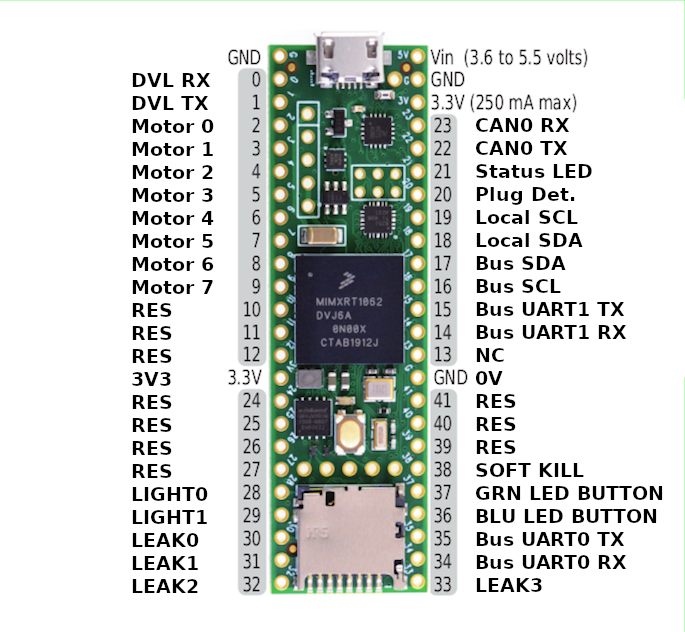 GND Vin (3.6 to 5.5 volts)
DVL RX 0 GND
DVL TX 1 3.3V (250 mA max)
Motor 0 2 23 CAN0 RX
Motor 1 3 22 CAN0 TX
Motor 2 4 21 Status LED
Motor 3 5 20 Plug Det.
Motor 4 6 19 Local SCL
Motor 5 7 18 Local SDA
Motor 6 8 17 Bus SDA
Motor 7 9 16 Bus SCL
RES 10 15 Bus UART1 TX
RES 11 14 Bus UART1 RX
RES 12 13 NC
3V3 3.3V GND 0V
RES 24 41 RES
RES 25 40 RES
RES 26 39 RES
RES 27 38 SOFT KILL
LIGHT0 28 37 GRN LED BUTTON
LIGHT1 29 36 BLU LED BUTTON
LEAK0 30 35 Bus UART0 TX
LEAK1 31 34 Bus UART0 RX
LEAK2 32 33 LEAK3
MIMXRT1062
DVJ6A
0N00X
CTAB1912J